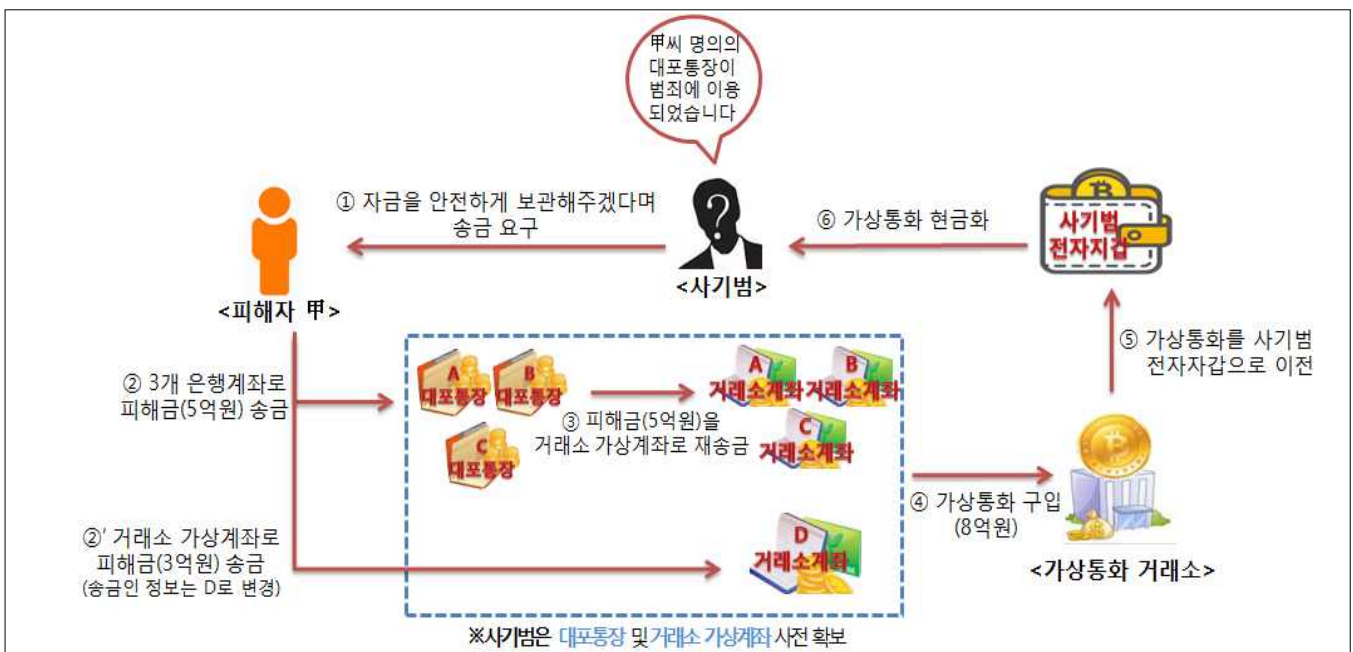 甲씨 명의의
대포통장이
범죄에 이용
되었습니다
① 자금을 안전하게 보관해주겠다며
송금 요구
⑥ 가상통화 현금화
사기범
전자지갑
<사기범>
<피해자 甲>
② 3개 은행계좌로
피해금(5억원) 송금
A
대포통장
B
대포통장
C
대포통장
③ 피해금(5억원)을
거래소 가상계좌로 재송금
A
거래소계좌
B
거래소계좌
C
거래소계좌
⑤ 가상통화를 사기범
전자자갑으로 이전
④ 가상통화 구입
(8억원)
②' 거래소 가상계좌로
피해금(3억원) 송금
(송금인 정보는 D로 변경)
D
거래소계좌
<가상통화 거래소>
※사기범은 대포통장 및 거래소 가상계좌 사전 확보